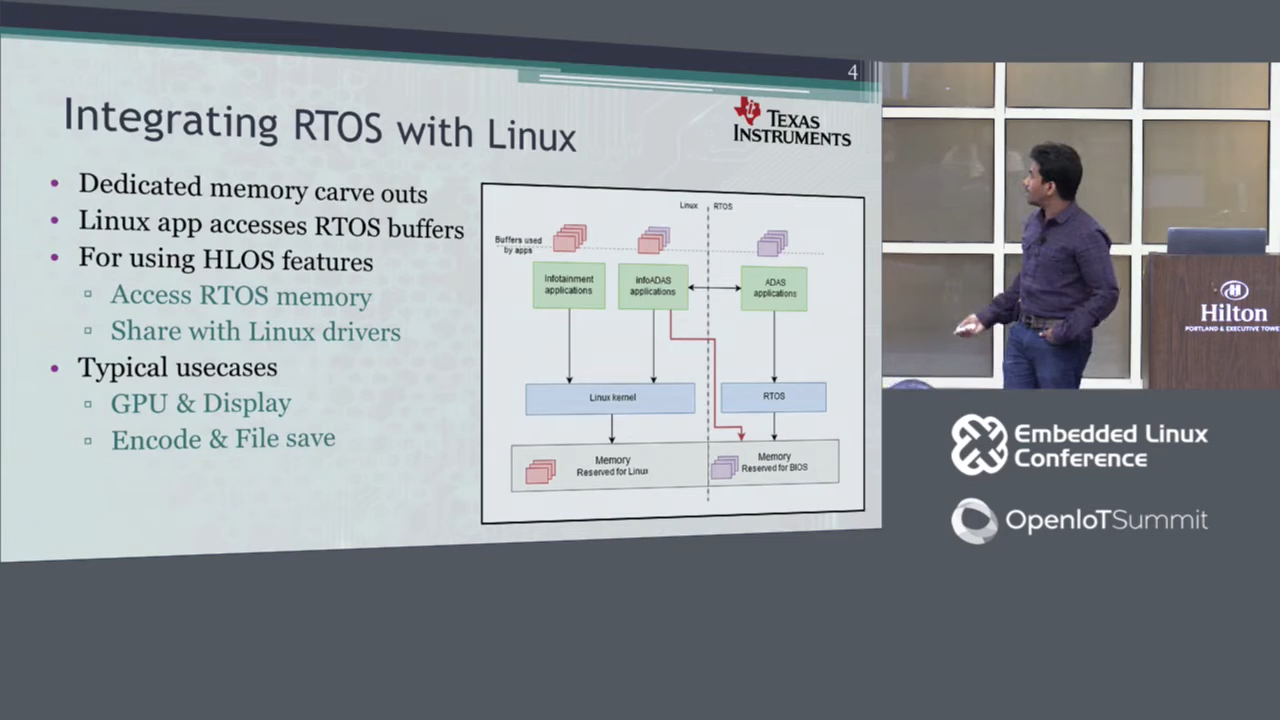 4
Integrating RTOS with Linux
TEXAS
INSTRUMENTS
• Dedicated memory carve outs
• Linux app accesses RTOS buffers
• For using HLOS features
▫ Access RTOS memory
▫ Share with Linux drivers
• Typical usecases
▫ GPU & Display
▫ Encode & File save
Linux
RTOS
Buffers used
by apps
Infotainment
applications
InfoADAS
applications
ADAS
applications
Linux kernel
RTOS
Memory
Reserved for Linux
Memory
Reserved for BIOS
Hilton
PORTLAND & EXECUTIVE TOWE
Embedded Linux
Conference
OpenIoTSummit